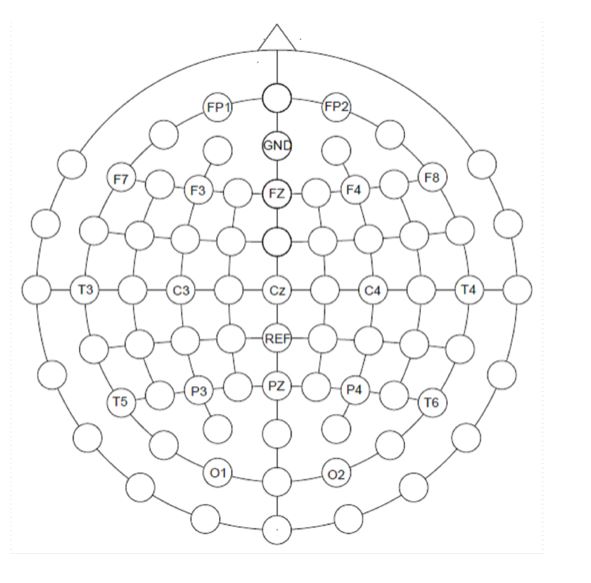 FP1 FP2
GND
F7 F3 FZ F4 F8
T3 C3 Cz C4 T4
REF
T5 P3 PZ P4 T6
O1 O2